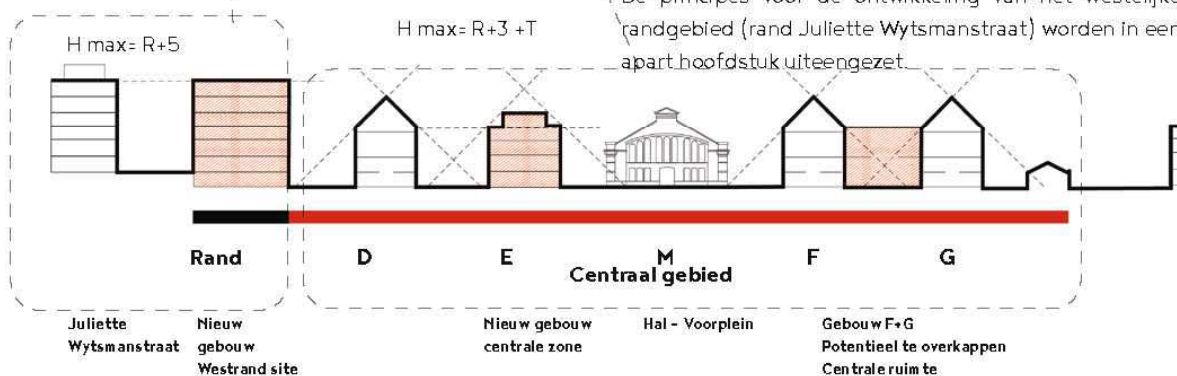 De principes voor de ontwikkeling van het westelijke
randgebied (rand Juliette Wytsmanstraat) worden in een
apart hoofdstuk uiteengezet.
H max= R+5
H max= R+3 +T
Rand
D
E
M
F
G
Centraal gebied
Juliette
Wytsmanstraat
Nieuw
gebouw
Westrand site
Nieuw gebouw
centrale zone
Hal - Voorplein
Gebouw F+G
Potentieel te overkappen
Centrale ruimte